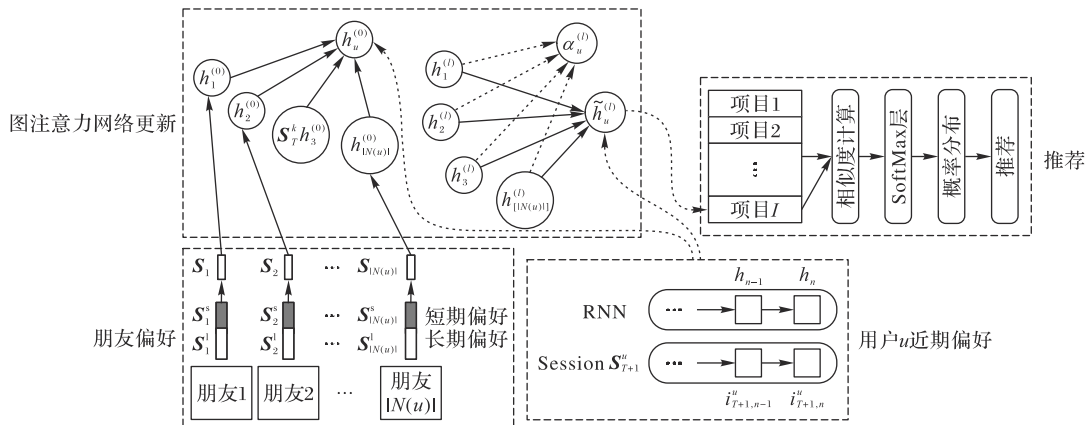 图注意力网络更新
h_1^{(0)}
h_2^{(0)}
h_u^{(0)}
S_T^k h_3^{(0)}
h_{|N(u)|}^{(0)}
h_1^{(l)}
h_2^{(l)}
h_3^{(l)}
h_{[|N(u)|]}^{(l)}
α_u^{(l)}
h̃_u^{(l)}
项目1
项目2
⋯
项目I
相似度计算
SoftMax层
概率分布
推荐
推荐
朋友偏好
S_1 S_2 ⋯ S_{|N(u)|}
S_1^s S_2^s ⋯ S_{|N(u)|}^s 短期偏好
S_1^l S_2^l ⋯ S_{|N(u)|}^l 长期偏好
朋友1 朋友2 ⋯ 朋友
|N(u)|
h_{n-1} h_n
RNN ⋯
Session S_{T+1}^u ⋯
i_{T+1,n-1}^u i_{T+1,n}^u
用户u近期偏好